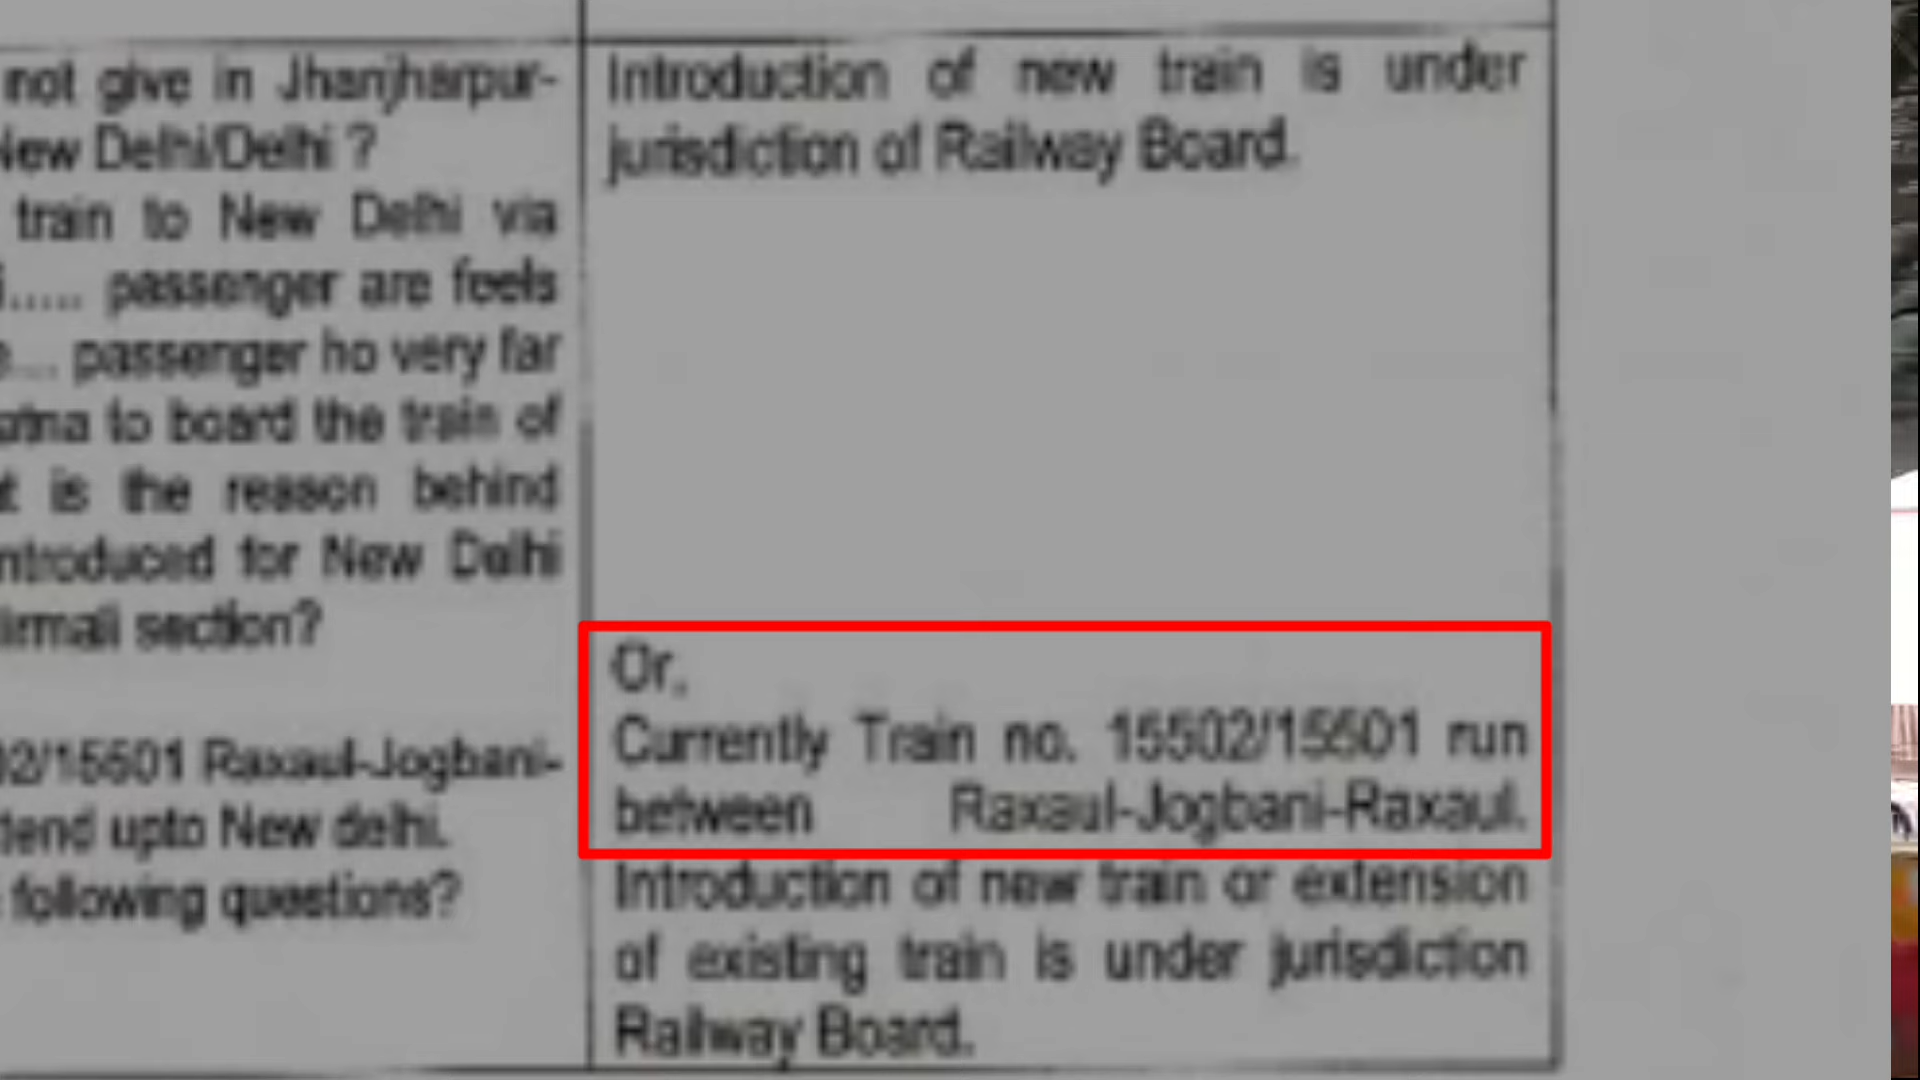 not give in Jhanjharpur-
New Delhi/Delhi ?
train to New Delhi via
..... passenger are feels
... passenger ho very far
to board the train of
is the reason behind
introduced for New Delhi
section?
02/15501 Raxaul-Jogbani-
upto New delhi.
following questions?
Introduction of new train is under
jurisdiction of Railway Board.
Or,
Currently Train no. 15502/15501 run
between Raxaul-Jogbani-Raxaul.
Introduction of new train or extension
of existing train is under jurisdiction
Railway Board.